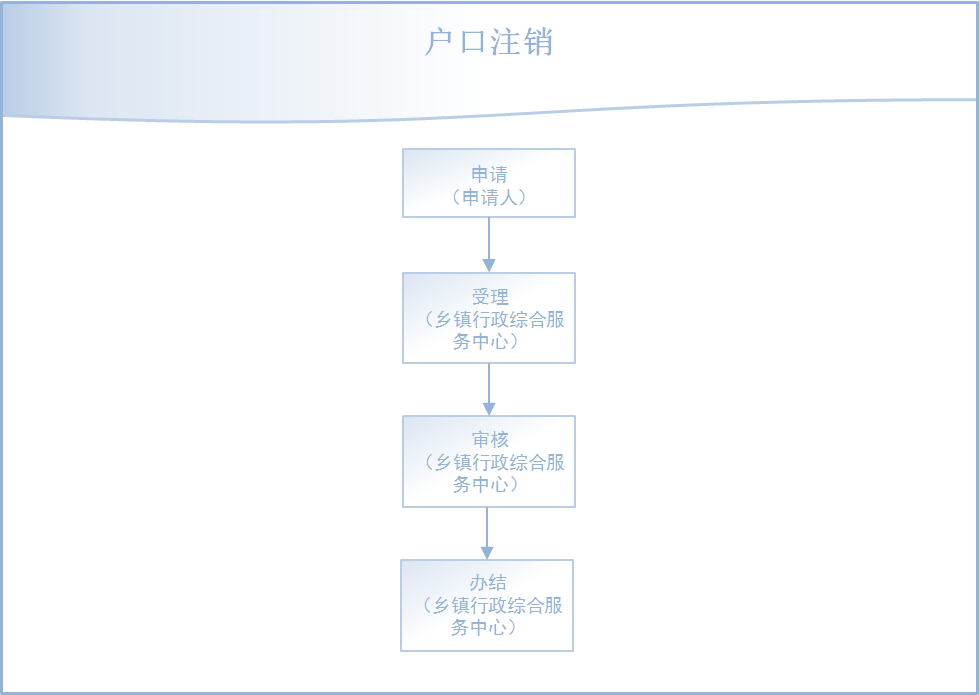 户口注销
申请
（申请人）
受理
（乡镇行政综合服
务中心）
审核
（乡镇行政综合服
务中心）
办结
（乡镇行政综合服
务中心）